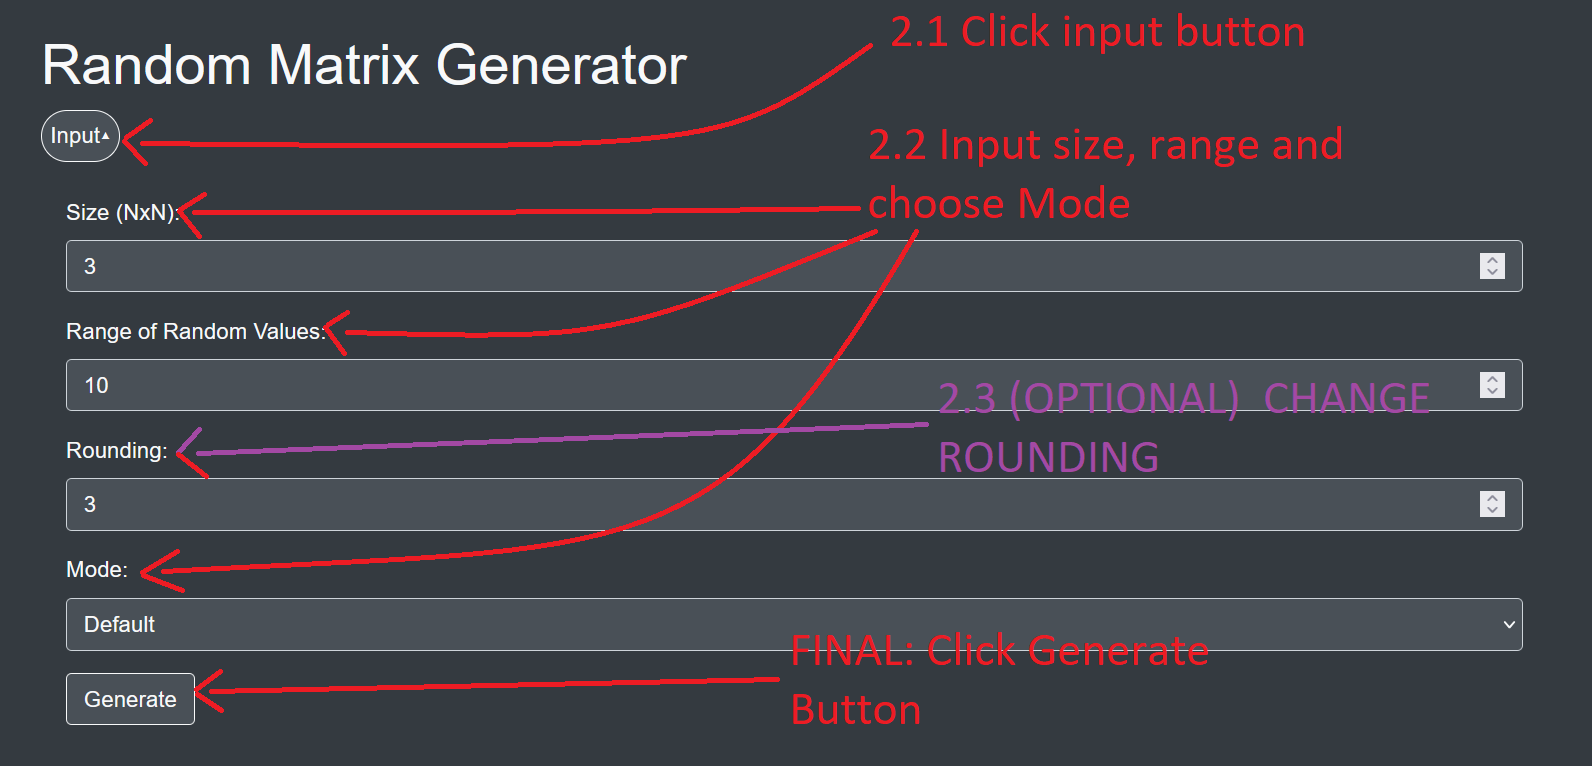 2.1 Click input button
Random Matrix Generator
Input▴
2.2 Input size, range and
choose Mode
Size (NxN):
3
Range of Random Values:
10
2.3 (OPTIONAL) CHANGE
ROUNDING
Rounding:
3
Mode:
Default
FINAL: Click Generate
Button
Generate